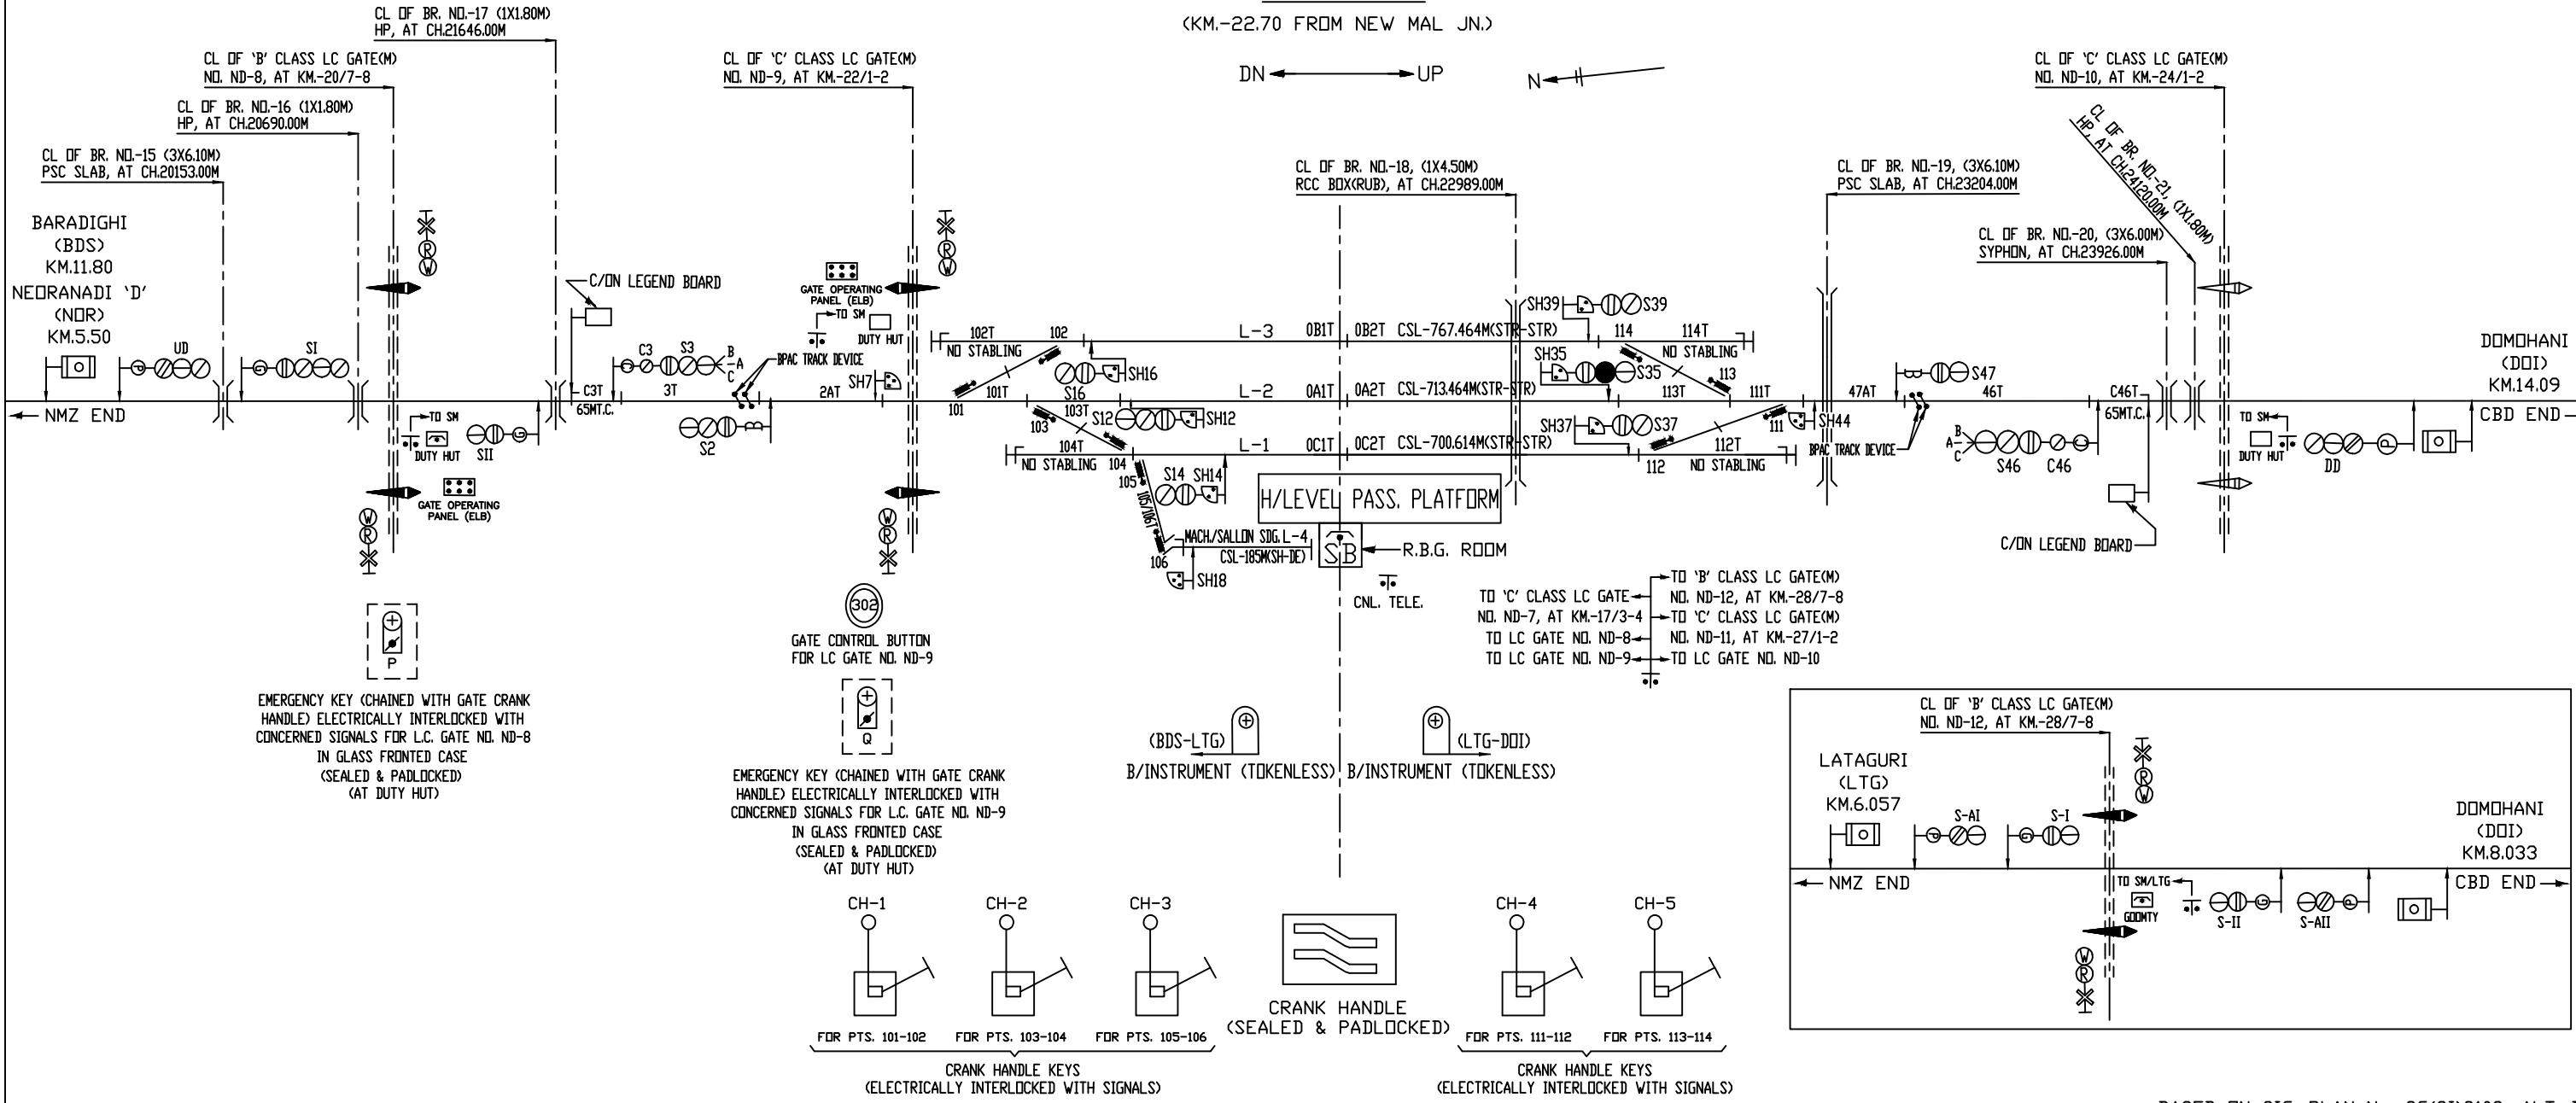 (KM.-22.70 FROM NEW MAL JN.)
DN UP
N
CL OF BR. NO.-17 (1X1.80M)
HP, AT CH.21646.00M
CL OF 'B' CLASS LC GATE(M)
NO. ND-8, AT KM.-20/7-8
CL OF BR. NO.-16 (1X1.80M)
HP, AT CH.20690.00M
CL OF BR. NO.-15 (3X6.10M)
PSC SLAB, AT CH.20153.00M
CL OF 'C' CLASS LC GATE(M)
NO. ND-9, AT KM.-22/1-2
CL OF BR. NO.-18, (1X4.50M)
RCC BOX(RUB), AT CH.22989.00M
CL OF BR. NO.-19, (3X6.10M)
PSC SLAB, AT CH.23204.00M
CL OF 'C' CLASS LC GATE(M)
NO. ND-10, AT KM.-24/1-2
CL OF BR. NO.-21, (1X1.80M)
HP, AT CH.24120.00M
CL OF BR. NO.-20, (3X6.00M)
SYPHON, AT CH.23926.00M
BARADIGHI
(BDS)
KM.11.80
NEORANADI 'D'
(NOR)
KM.5.50
NMZ END
UD
P
SI
G
R
W
W
R
TO SM
DUTY HUT
SII
G
GATE OPERATING
PANEL (ELB)
C/ON LEGEND BOARD
C3T
65MT.C.
C
C3
S3
B
A
C
3T
BPAC TRACK DEVICE
S2
B
2AT
SH7
GATE OPERATING
PANEL (ELB)
TO SM
DUTY HUT
R
W
W
R
102T
102
NO STABLING
L-3
0B1T
0B2T
CSL-767.464M(STR-STR)
SH39
S39
114
114T
NO STABLING
101
101T
S16
SH16
L-2
0A1T
0A2T
CSL-713.464M(STR-STR)
SH35
S35
113T
113
111T
103
103T
S12
SH12
104T
NO STABLING
104
L-1
0C1T
0C2T
CSL-700.614M(STR-STR)
SH37
S37
112
112T
NO STABLING
111
SH44
105
105/106T
106
S14
SH14
MACH./SALLON SDG. L-4
CSL-185M(SH-DE)
SH18
H/LEVEL PASS. PLATFORM
SB
R.B.G. ROOM
CNL. TELE.
47AT
B
S47
46T
C46T
65MT.C.
BPAC TRACK DEVICE
B
A
C
S46
C46
C
C/ON LEGEND BOARD
TO SM
DUTY HUT
DD
P
DOMOHANI
(DOI)
KM.14.09
CBD END
TO 'C' CLASS LC GATE
NO. ND-7, AT KM.-17/3-4
TO LC GATE NO. ND-8
TO LC GATE NO. ND-9
TO 'B' CLASS LC GATE(M)
NO. ND-12, AT KM.-28/7-8
TO 'C' CLASS LC GATE(M)
NO. ND-11, AT KM.-27/1-2
TO LC GATE NO. ND-10
P
EMERGENCY KEY (CHAINED WITH GATE CRANK
HANDLE) ELECTRICALLY INTERLOCKED WITH
CONCERNED SIGNALS FOR L.C. GATE NO. ND-8
IN GLASS FRONTED CASE
(SEALED & PADLOCKED)
(AT DUTY HUT)
302
GATE CONTROL BUTTON
FOR LC GATE NO. ND-9
Q
EMERGENCY KEY (CHAINED WITH GATE CRANK
HANDLE) ELECTRICALLY INTERLOCKED WITH
CONCERNED SIGNALS FOR L.C. GATE NO. ND-9
IN GLASS FRONTED CASE
(SEALED & PADLOCKED)
(AT DUTY HUT)
(BDS-LTG)
B/INSTRUMENT (TOKENLESS)
(LTG-DOI)
B/INSTRUMENT (TOKENLESS)
CL OF 'B' CLASS LC GATE(M)
NO. ND-12, AT KM.-28/7-8
LATAGURI
(LTG)
KM.6.057
S-AI
P
S-I
G
R
W
DOMOHANI
(DOI)
KM.8.033
NMZ END
TO SM/LTG
GOOMTY
S-II
G
S-AII
P
CBD END
W
R
CH-1
FOR PTS. 101-102
CH-2
FOR PTS. 103-104
CH-3
FOR PTS. 105-106
CRANK HANDLE KEYS
(ELECTRICALLY INTERLOCKED WITH SIGNALS)
CRANK HANDLE
(SEALED & PADLOCKED)
CH-4
FOR PTS. 111-112
CH-5
FOR PTS. 113-114
CRANK HANDLE KEYS
(ELECTRICALLY INTERLOCKED WITH SIGNALS)